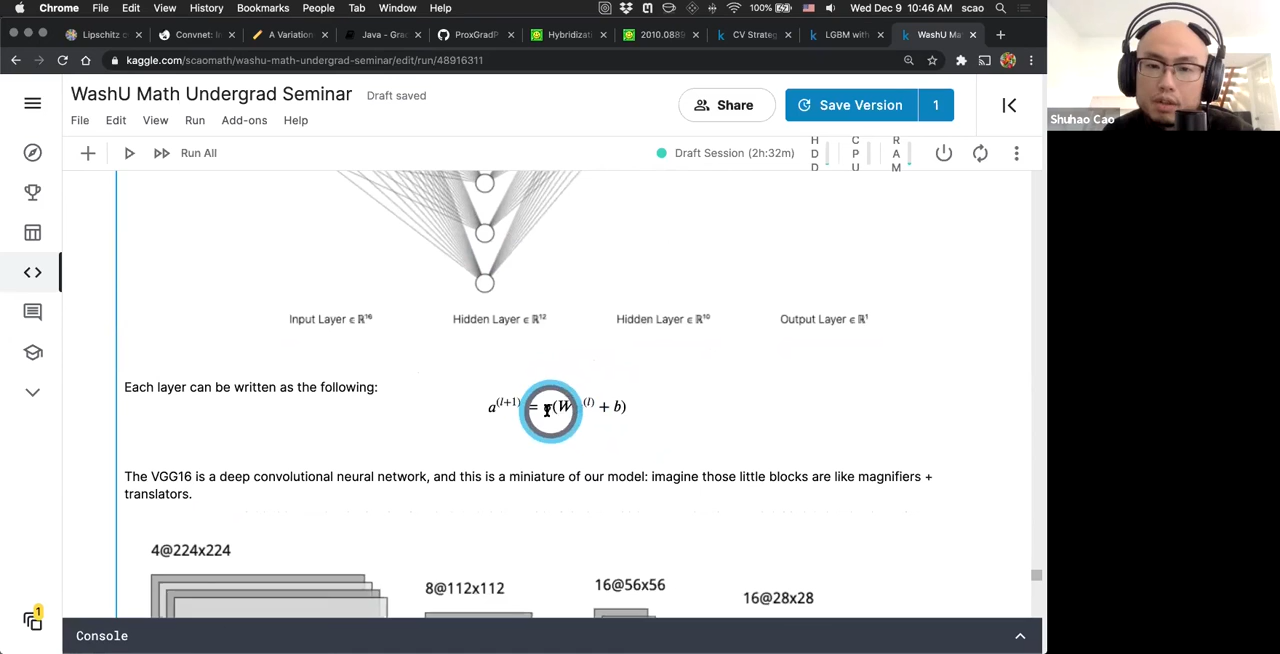 Chrome File Edit View History Bookmarks People Tab Window Help 100% Wed Dec 9 10:46 AM scao
Lipschitz c Convnet: I A Variation Java - Gra ProxGradP Hybridizati 2010.088 CV Strateg LGBM with WashU Ma
kaggle.com/scaomath/washu-math-undergrad-seminar/edit/run/48916311
WashU Math Undergrad Seminar Draft saved
Share Save Version 1
File Edit View Run Add-ons Help
Run All
Draft Session (2h:32m) HDD CPU RAM
Shuhao Cao
Input Layer ∈ ℝ¹⁶ Hidden Layer ∈ ℝ¹² Hidden Layer ∈ ℝ¹⁰ Output Layer ∈ ℝ¹
Each layer can be written as the following:
a^(l+1) = σ(W ^(l) + b)
The VGG16 is a deep convolutional neural network, and this is a miniature of our model: imagine those little blocks are like magnifiers +
translators.
4@224x224
8@112x112
16@56x56
16@28x28
1
Console